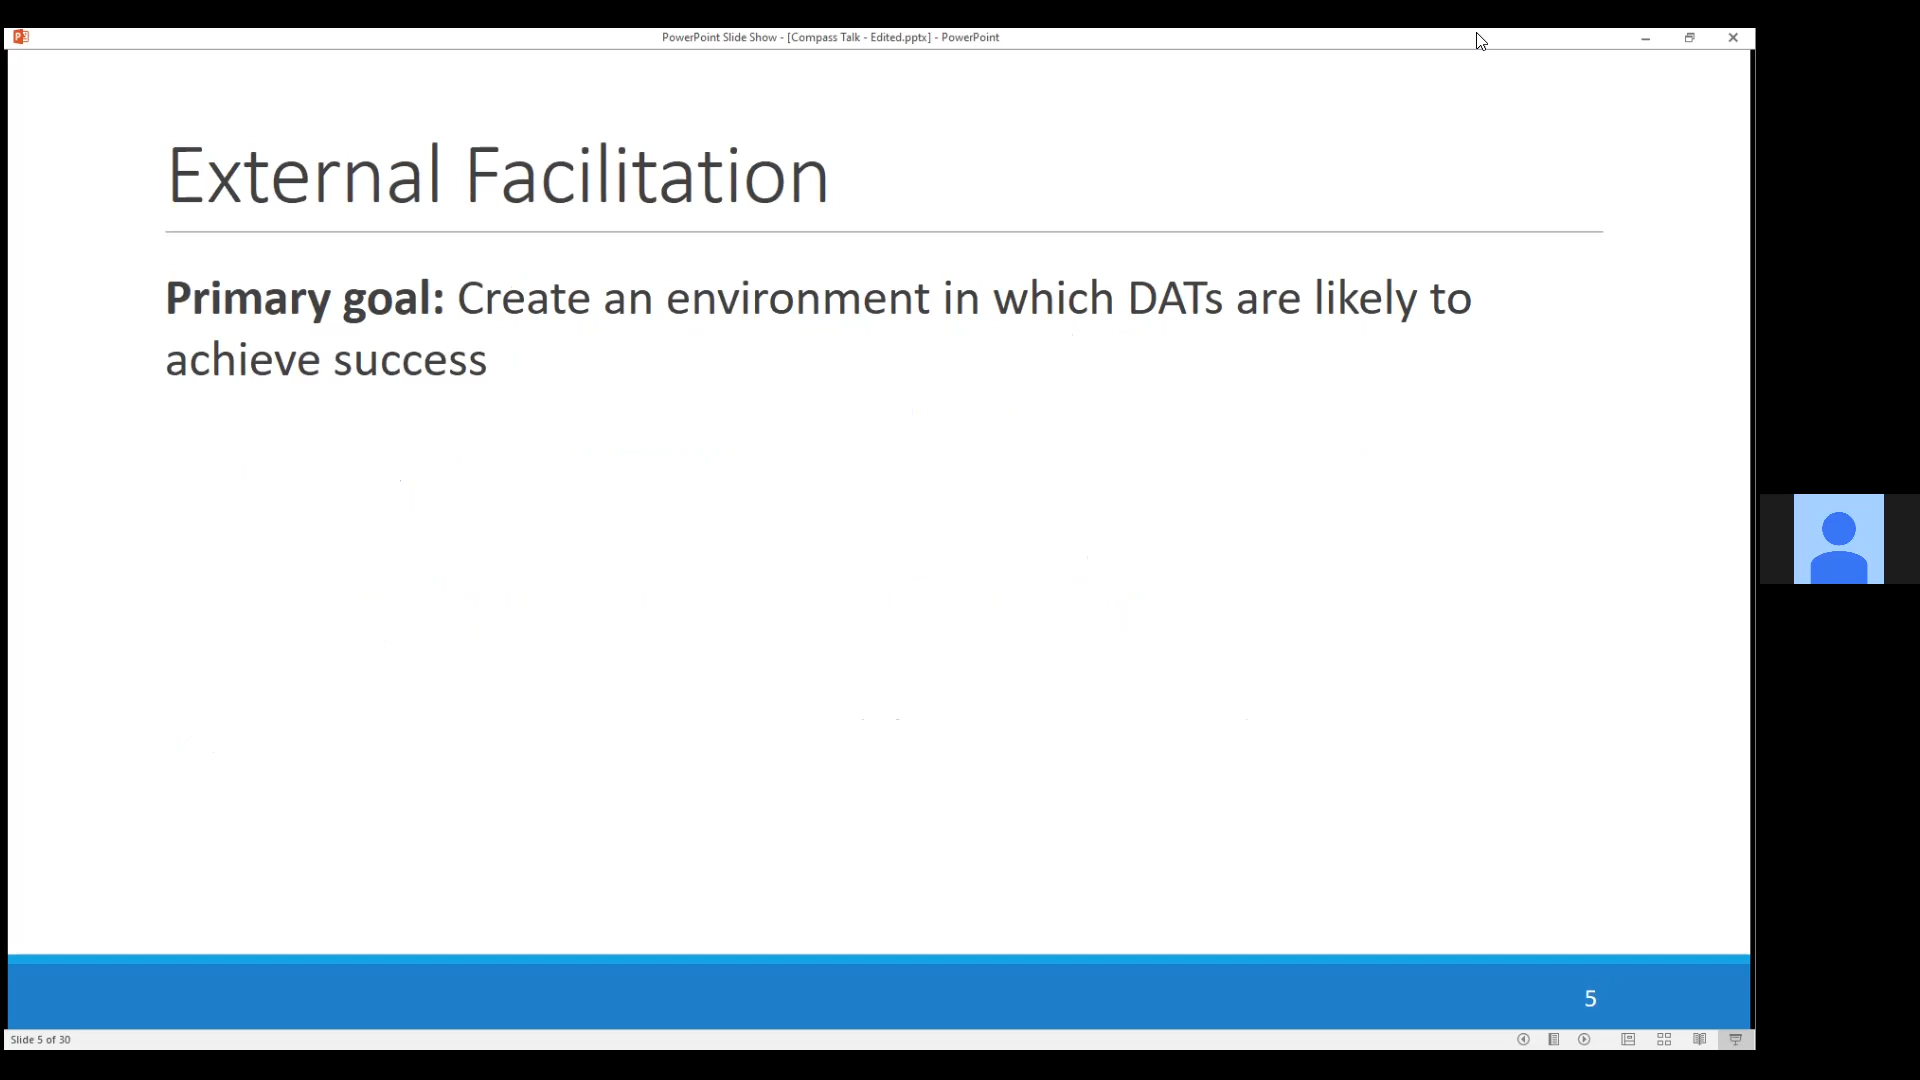 PowerPoint Slide Show - [Compass Talk - Edited.pptx] - PowerPoint
External Facilitation
Primary goal: Create an environment in which DATs are likely to
achieve success
5
Slide 5 of 30